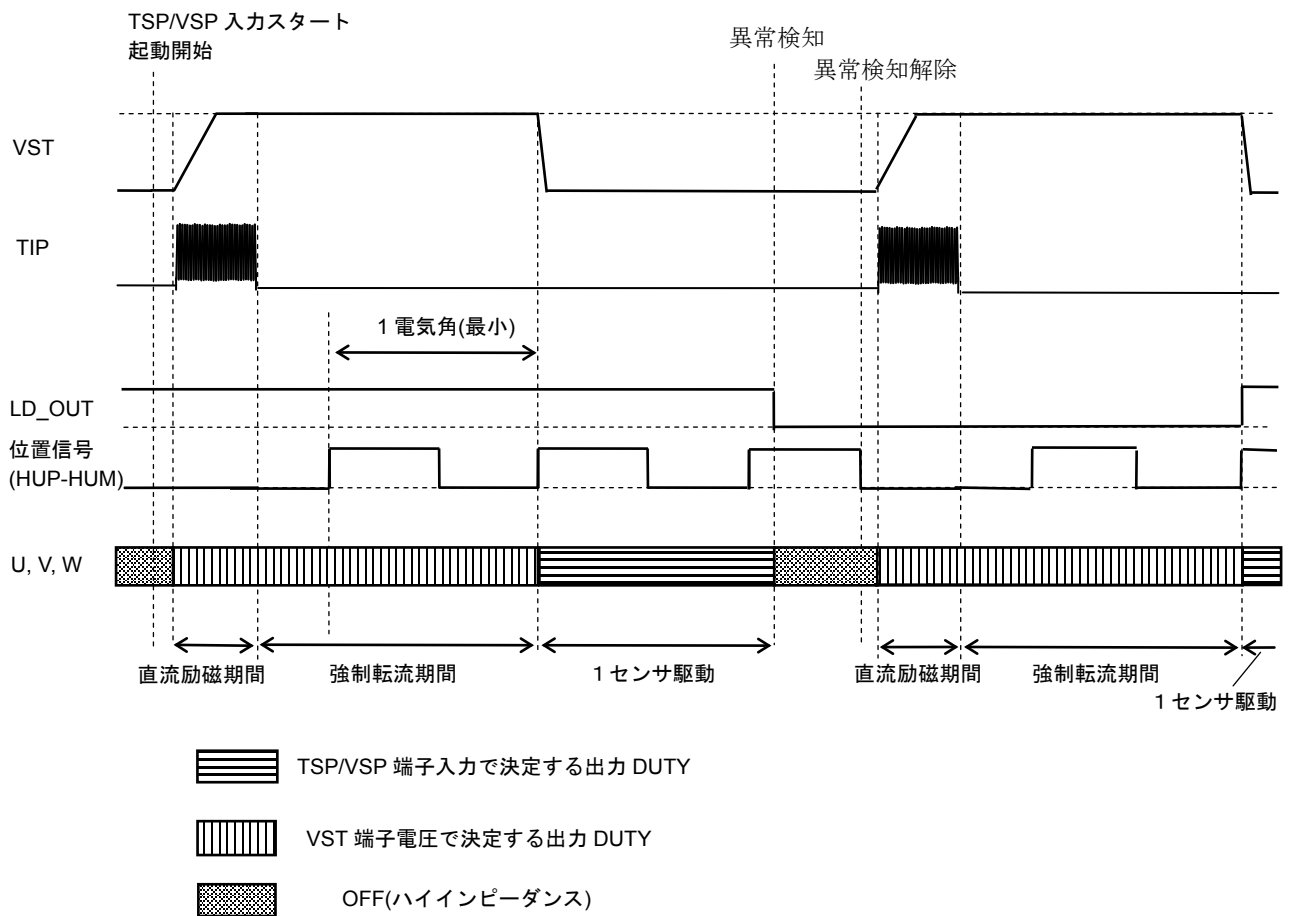 TSP/VSP 入力スタート
起動開始
異常検知
異常検知解除
VST
TIP
1 電気角(最小)
LD_OUT
位置信号
(HUP-HUM)
U, V, W
直流励磁期間
強制転流期間
1 センサ駆動
直流励磁期間
強制転流期間
1 センサ駆動
TSP/VSP 端子入力で決定する出力 DUTY
VST 端子電圧で決定する出力 DUTY
OFF(ハイインピーダンス)